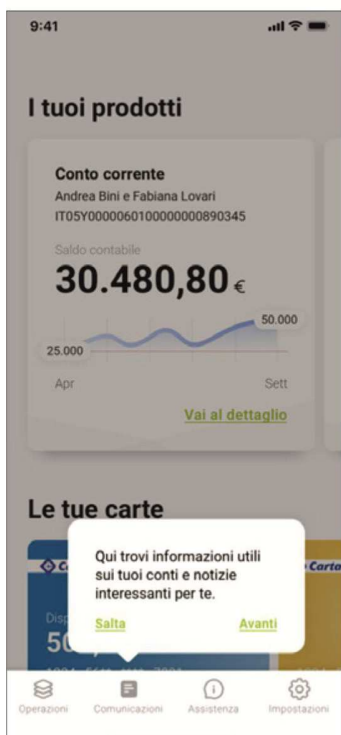 9:41
I tuoi prodotti
Conto corrente
Andrea Bini e Fabiana Lovari
IT05Y0000060100000000890345
Saldo contabile
30.480,80 €
50.000
25.000
Apr Sett
Vai al dettaglio
Le tue carte
Qui trovi informazioni utili
sui tuoi conti e notizie
interessanti per te.
Salta Avanti
Operazioni Comunicazioni Assistenza Impostazioni